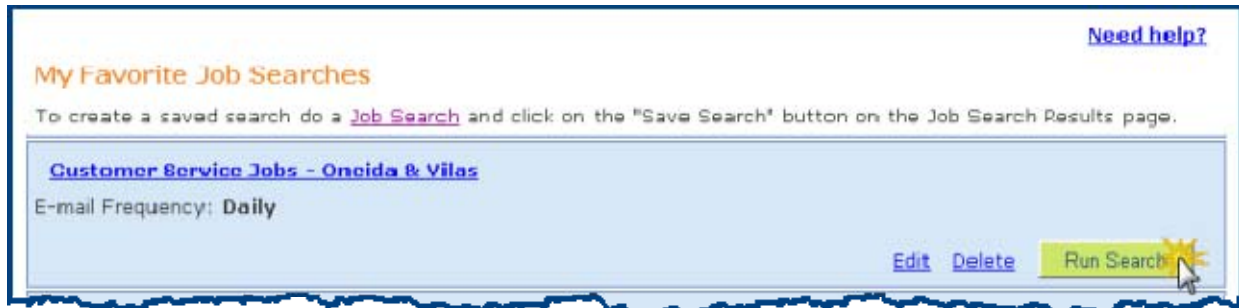 Need help?
My Favorite Job Searches
To create a saved search do a Job Search and click on the "Save Search" button on the Job Search Results page.
Customer Service Jobs - Oneida & Vilas
E-mail Frequency: Daily
Edit Delete Run Search